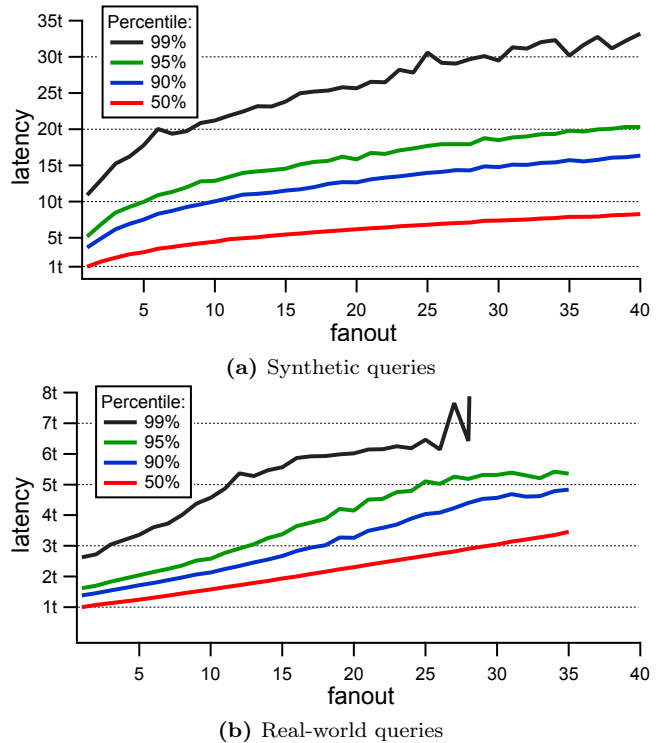 35t
30t
25t
20t
15t
10t
5t
1t
latency
Percentile:
99%
95%
90%
50%
5 10 15 20 25 30 35 40
fanout
(a) Synthetic queries
8t
7t
6t
5t
4t
3t
2t
1t
latency
Percentile:
99%
95%
90%
50%
5 10 15 20 25 30 35 40
fanout
(b) Real-world queries